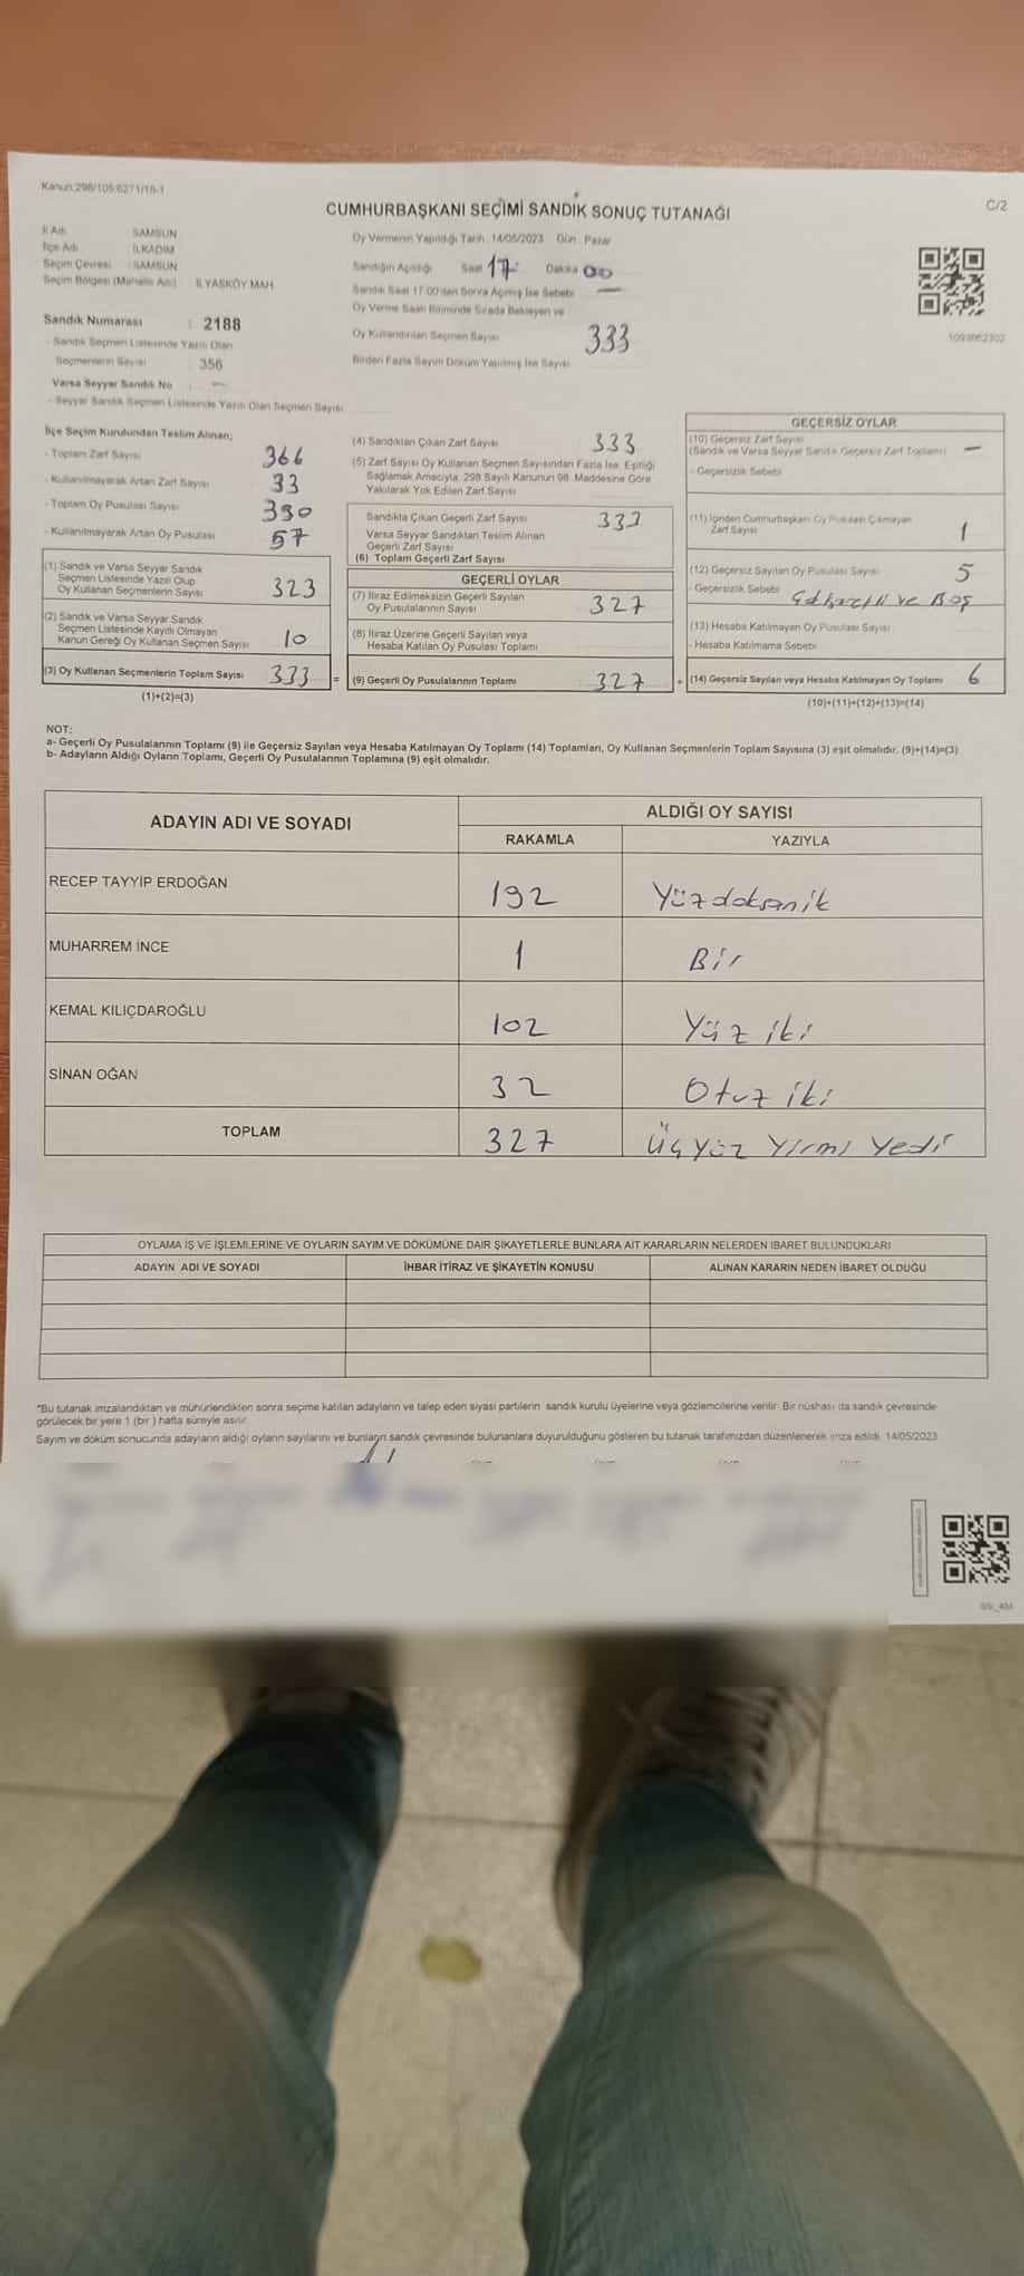 Kanun:298/105;6271/16-1
CUMHURBAŞKANI SEÇİMİ SANDIK SONUÇ TUTANAĞI
C/2
İl Adı SAMSUN
İlçe Adı İLKADIM
Seçim Çevresi SAMSUN
Seçim Bölgesi (Mahalle Adı) İLYASKÖY MAH.
Sandık Numarası : 2188
- Sandık Seçmen Listesinde Yazılı Olan
Seçmenlerin Sayısı : 356
Varsa Seyyar Sandık No : —
- Seyyar Sandık Seçmen Listesinde Yazılı Olan Seçmen Sayısı
Oy Vermenin Yapıldığı Tarih : 14/05/2023 Gün : Pazar
Sandığın Açıldığı Saat 17 Dakika 00
Sandık Saat 17:00'dan Sonra Açılmış İse Sebebi —
Oy Verme Saati Bitiminde Sırada Bekleyen ve
Oy Kullandırılan Seçmen Sayısı 333
Birden Fazla Sayım Döküm Yapılmış İse Sayısı
1093862302
İlçe Seçim Kurulundan Teslim Alınan;
- Toplam Zarf Sayısı 366
- Kullanılmayarak Artan Zarf Sayısı 33
- Toplam Oy Pusulası Sayısı 390
- Kullanılmayarak Artan Oy Pusulası 57
(1) Sandık ve Varsa Seyyar Sandık
Seçmen Listesinde Yazılı Olup
Oy Kullanan Seçmenlerin Sayısı 323
(2) Sandık ve Varsa Seyyar Sandık
Seçmen Listesinde Kayıtlı Olmayan
Kanun Gereği Oy Kullanan Seçmen Sayısı 10
(3) Oy Kullanan Seçmenlerin Toplam Sayısı 333 =
(1)+(2)=(3)
(4) Sandıktan Çıkan Zarf Sayısı 333
(5) Zarf Sayısı Oy Kullanan Seçmen Sayısından Fazla İse, Eşitliği
Sağlamak Amacıyla, 298 Sayılı Kanunun 98. Maddesine Göre
Yakılarak Yok Edilen Zarf Sayısı
Sandıkta Çıkan Geçerli Zarf Sayısı 333
Varsa Seyyar Sandıktan Teslim Alınan
Geçerli Zarf Sayısı
(6) Toplam Geçerli Zarf Sayısı
GEÇERLİ OYLAR
(7) İtiraz Edilmeksizin Geçerli Sayılan
Oy Pusulalarının Sayısı 327
(8) İtiraz Üzerine Geçerli Sayılan veya
Hesaba Katılan Oy Pusulası Toplamı
(9) Geçerli Oy Pusulalarının Toplamı 327 +
GEÇERSİZ OYLAR
(10) Geçersiz Zarf Sayısı
(Sandık ve Varsa Seyyar Sandık Geçersiz Zarf Toplamı) —
- Geçersizlik Sebebi
(11) İçinden Cumhurbaşkanı Oy Pusulası Çıkmayan
Zarf Sayısı 1
(12) Geçersiz Sayılan Oy Pusulası Sayısı 5
- Geçersizlik Sebebi ve Boş
(13) Hesaba Katılmayan Oy Pusulası Sayısı
- Hesaba Katılmama Sebebi
(14) Geçersiz Sayılan veya Hesaba Katılmayan Oy Toplamı 6
(10)+(11)+(12)+(13)=(14)
NOT:
a- Geçerli Oy Pusulalarının Toplamı (9) ile Geçersiz Sayılan veya Hesaba Katılmayan Oy Toplamı (14) Toplamları, Oy Kullanan Seçmenlerin Toplam Sayısına (3) eşit olmalıdır. (9)+(14)=(3)
b- Adayların Aldığı Oyların Toplamı, Geçerli Oy Pusulalarının Toplamına (9) eşit olmalıdır.
ADAYIN ADI VE SOYADI ALDIĞI OY SAYISI
RAKAMLA YAZIYLA
RECEP TAYYİP ERDOĞAN 192 Yüzdoksanik
MUHARREM İNCE 1 Bir
KEMAL KILIÇDAROĞLU 102 Yüz iki
SİNAN OĞAN 32 Otuz iki
TOPLAM 327 Üçyüz Yirmi Yedi
OYLAMA İŞ VE İŞLEMLERİNE VE OYLARIN SAYIM VE DÖKÜMÜNE DAİR ŞİKAYETLERLE BUNLARA AİT KARARLARIN NELERDEN İBARET BULUNDUKLARI
ADAYIN ADI VE SOYADI İHBAR İTİRAZ VE ŞİKAYETİN KONUSU ALINAN KARARIN NEDEN İBARET OLDUĞU
"Bu tutanak imzalandıktan ve mühürlendikten sonra seçime katılan adayların ve talep eden siyasi partilerin sandık kurulu üyelerine veya gözlemcilerine verilir. Bir nüshası da sandık çevresinde
görülecek bir yere 1 (bir) hafta süreyle asılır.
Sayım ve döküm sonucunda adayların aldığı oyların sayılarını ve bunların sandık çevresinde bulunanlara duyurulduğunu gösteren bu tutanak tarafımızdan düzenlenerek imza edildi. 14/05/2023